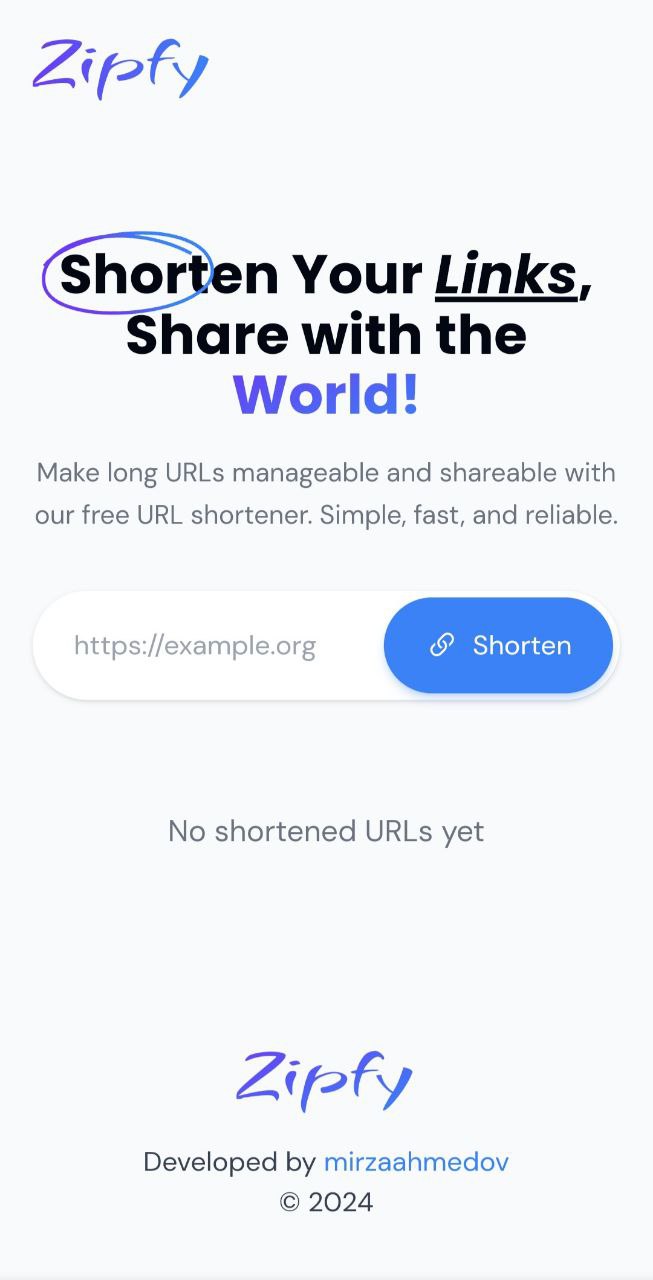 Zipfy
Shorten Your Links,
Share with the
World!
Make long URLs manageable and shareable with
our free URL shortener. Simple, fast, and reliable.
https://example.org
Shorten
No shortened URLs yet
Zipfy
Developed by mirzaahmedov
© 2024